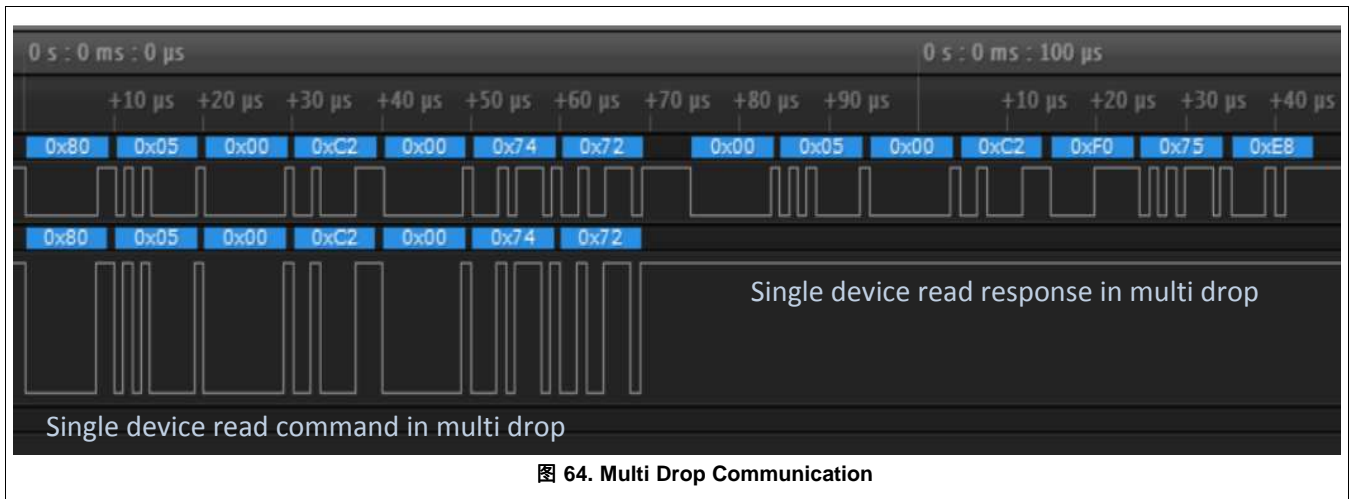 0 s : 0 ms : 0 µs 0 s : 0 ms : 100 µs
+10 µs +20 µs +30 µs +40 µs +50 µs +60 µs +70 µs +80 µs +90 µs +10 µs +20 µs +30 µs +40 µs
0x80 0x05 0x00 0xC2 0x00 0x74 0x72 0x00 0x05 0x00 0xC2 0xF0 0x75 0xE8
0x80 0x05 0x00 0xC2 0x00 0x74 0x72
Single device read response in multi drop
Single device read command in multi drop
图 64. Multi Drop Communication